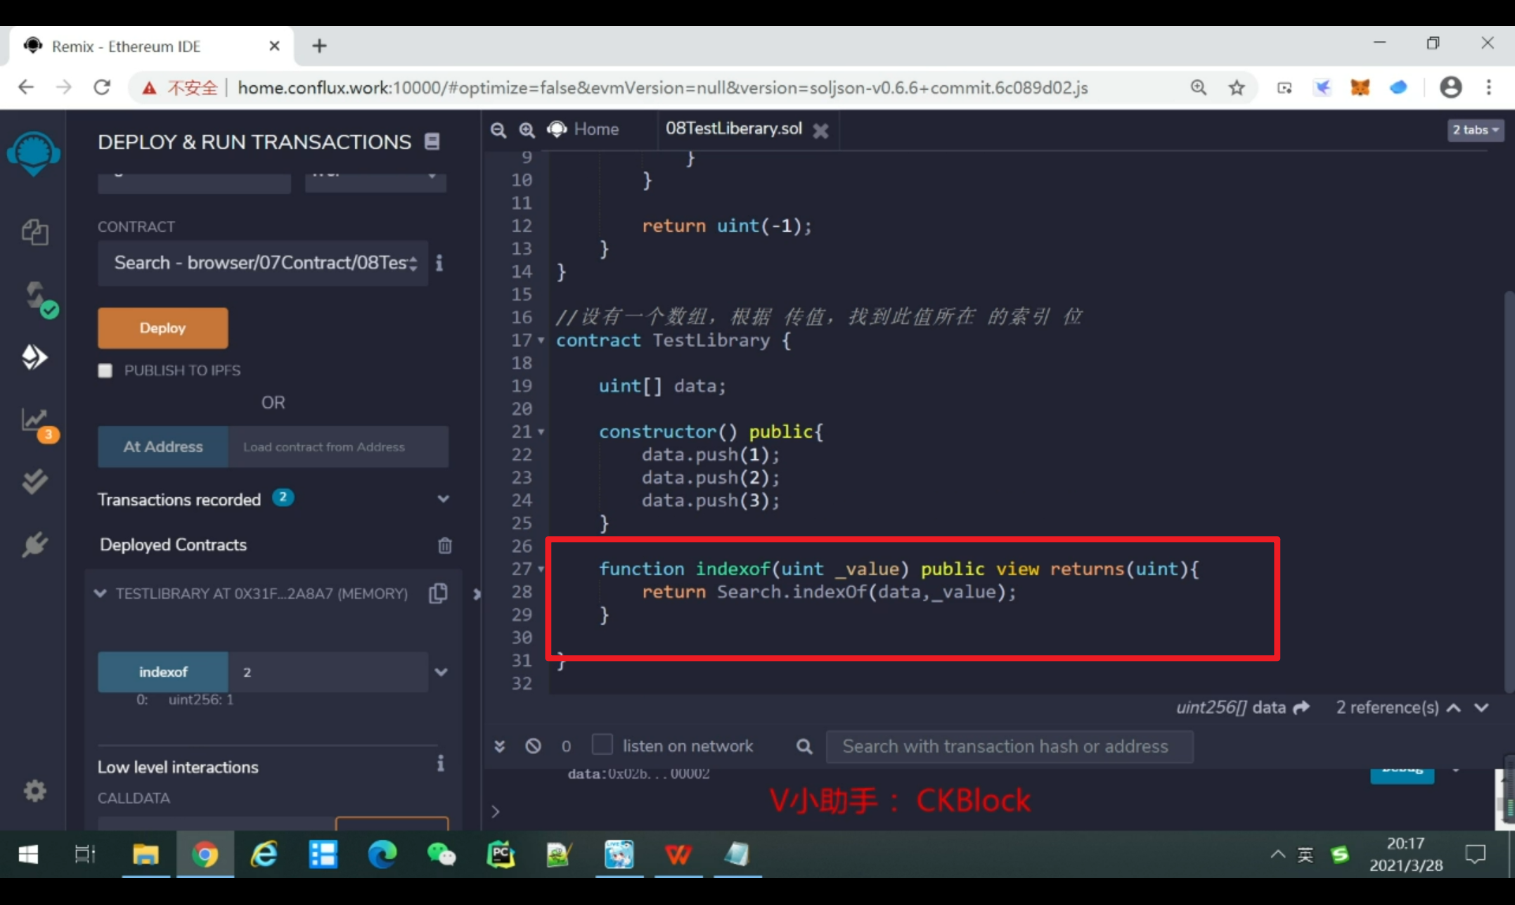 Remix - Ethereum IDE
不安全 | home.conflux.work:10000/#optimize=false&evmVersion=null&version=soljson-v0.6.6+commit.6c089d02.js
DEPLOY & RUN TRANSACTIONS
CONTRACT
Search - browser/07Contract/08Tes
Deploy
PUBLISH TO IPFS
OR
At Address
Load contract from Address
Transactions recorded 2
Deployed Contracts
TESTLIBRARY AT 0X31F...2A8A7 (MEMORY)
indexof
2
0: uint256: 1
Low level interactions
CALLDATA
3
Home
08TestLiberary.sol
2 tabs
9 }
10 }
11
12 return uint(-1);
13 }
14 }
15
16 //设有一个数组，根据 传值，找到此值所在 的索引 位
17 contract TestLibrary {
18
19 uint[] data;
20
21 constructor() public{
22 data.push(1);
23 data.push(2);
24 data.push(3);
25 }
26
27 function indexof(uint _value) public view returns(uint){
28 return Search.indexOf(data,_value);
29 }
30
31 }
32
uint256[] data
2 reference(s)
0
listen on network
Search with transaction hash or address
data:0x02b...00002
>
V小助手： CKBlock
英
20:17
2021/3/28